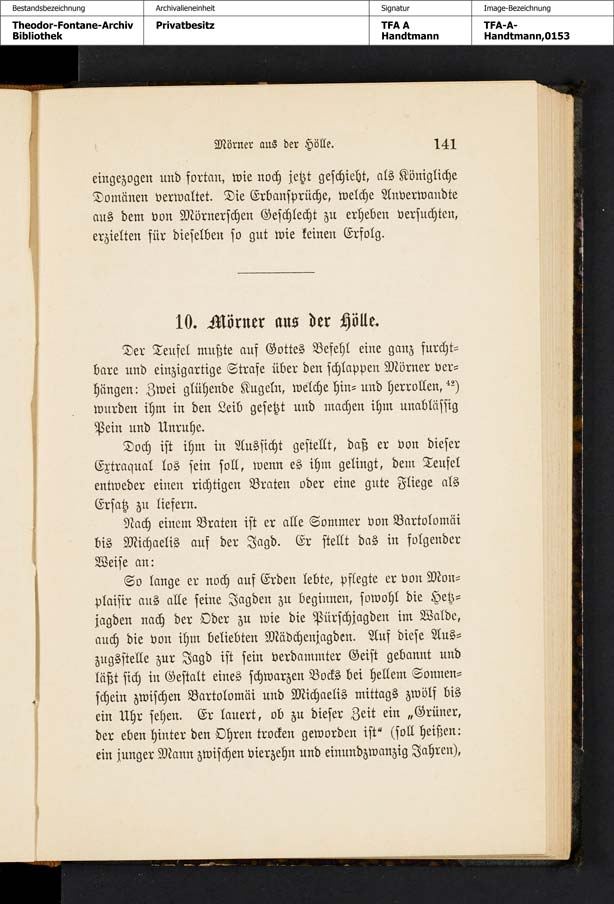 Bestandsbezeichnung Archivalieneinheit Signatur Image-Bezeichnung
Theodor-Fontane-Archiv Privatbesitz TFA A TFA-A-
Bibliothek Handtmann Handtmann,0153
Mörner aus der Hölle. 141
eingezogen und fortan, wie noch jetzt geschieht, als Königliche
Domänen verwaltet. Die Erbansprüche, welche Anverwandte
aus dem von Mörnerschen Geschlecht zu erheben versuchten,
erzielten für dieselben so gut wie keinen Erfolg.
10. Mörner aus der Hölle.
Der Teufel mußte auf Gottes Befehl eine ganz furcht-
bare und einzigartige Strafe über den schlappen Mörner ver-
hängen: Zwei glühende Kugeln, welche hin- und herrollen,⁴²)
wurden ihm in den Leib gesetzt und machen ihm unablässig
Pein und Unruhe.
Doch ist ihm in Aussicht gestellt, daß er von dieser
Extraqual los sein soll, wenn es ihm gelingt, dem Teufel
entweder einen richtigen Braten oder eine gute Fliege als
Ersatz zu liefern.
Nach einem Braten ist er alle Sommer von Bartolomäi
bis Michaelis auf der Jagd. Er stellt das in folgender
Weise an:
So lange er noch auf Erden lebte, pflegte er von Mon-
plaisir aus alle seine Jagden zu beginnen, sowohl die Hetz-
jagden nach der Oder zu wie die Pürschjagden im Walde,
auch die von ihm beliebten Mädchenjagden. Auf diese Aus-
zugsstelle zur Jagd ist sein verdammter Geist gebannt und
läßt sich in Gestalt eines schwarzen Bocks bei hellem Sonnen-
schein zwischen Bartolomäi und Michaelis mittags zwölf bis
ein Uhr sehen. Er lauert, ob zu dieser Zeit ein „Grüner,
der eben hinter den Ohren trocken geworden ist“ (soll heißen:
ein junger Mann zwischen vierzehn und einundzwanzig Jahren),